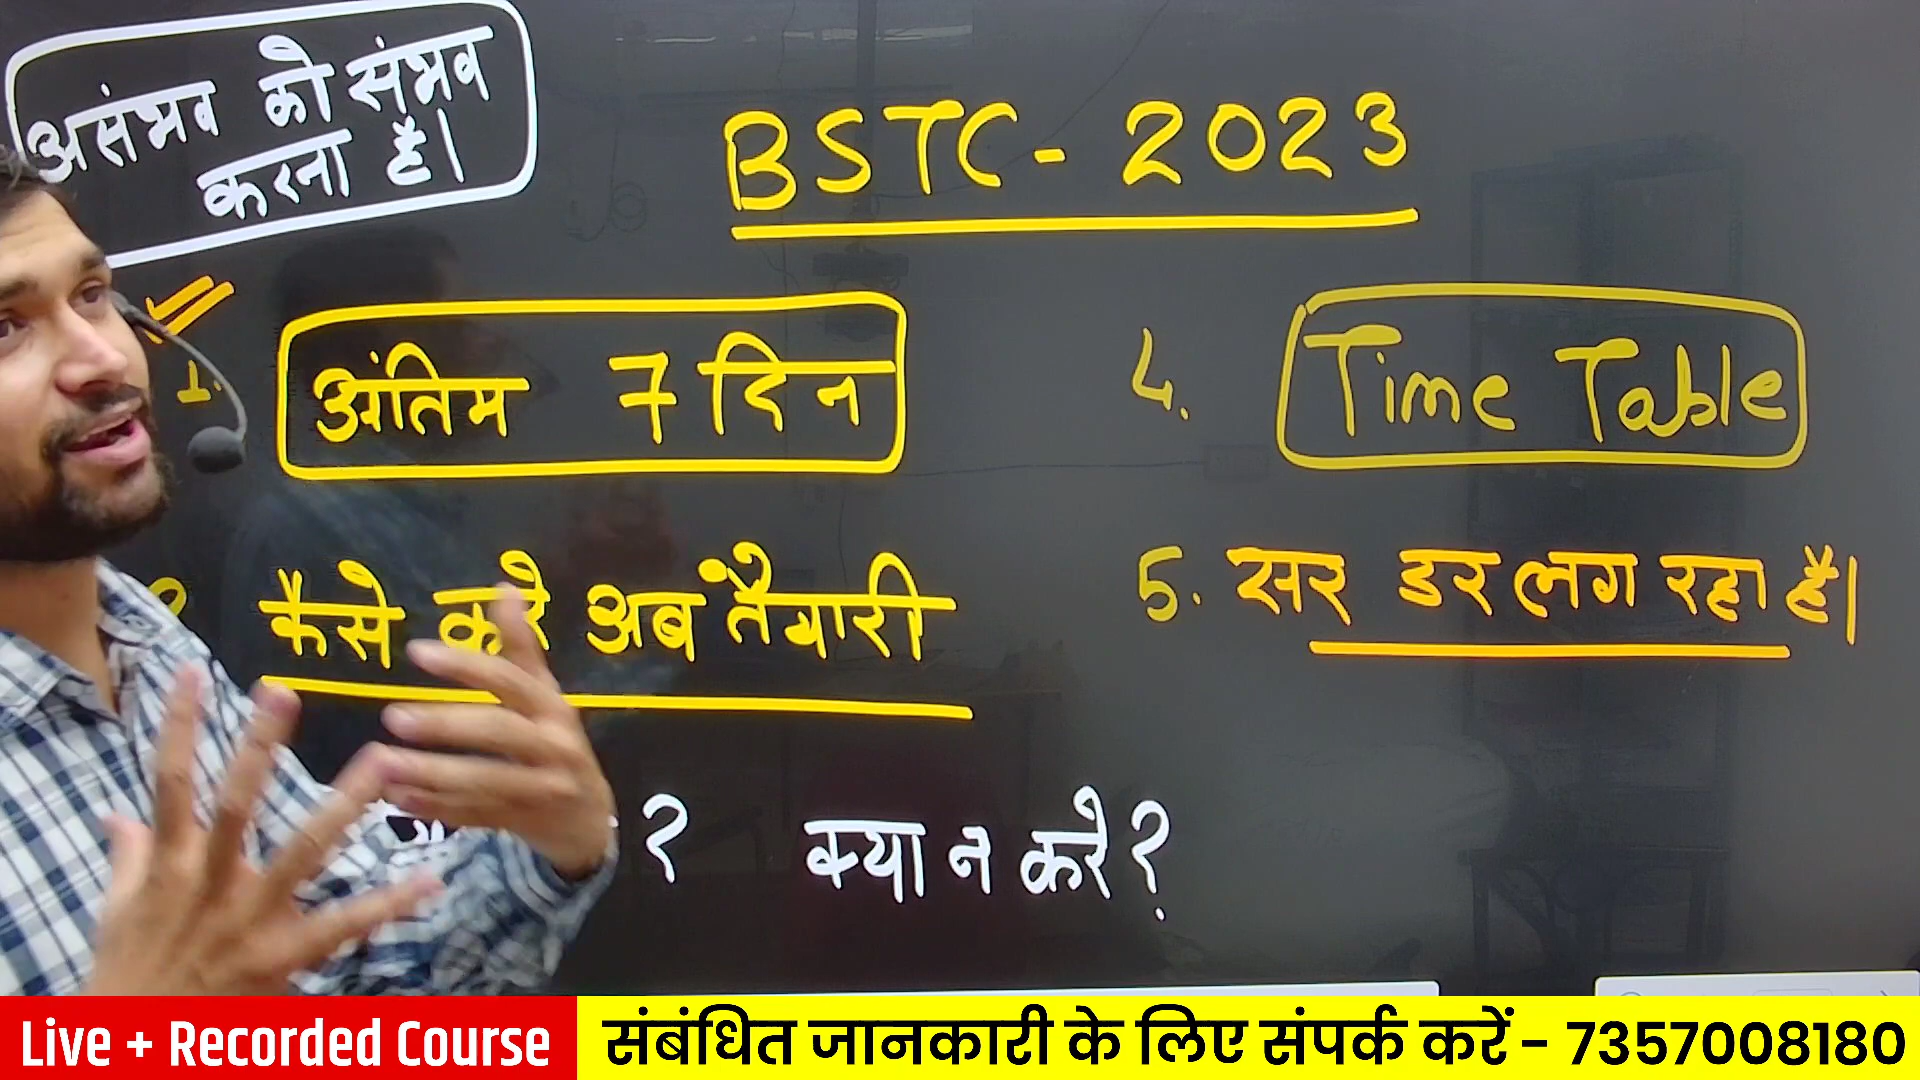 असंभव को संभव
करना है।
BSTC - 2023
1. अंतिम 7 दिन
कैसे करे अब तैयारी
? क्या न करे?
4. Time Table
5. सर डर लग रहा है।
Live + Recorded Course
संबंधित जानकारी के लिए संपर्क करें - 7357008180